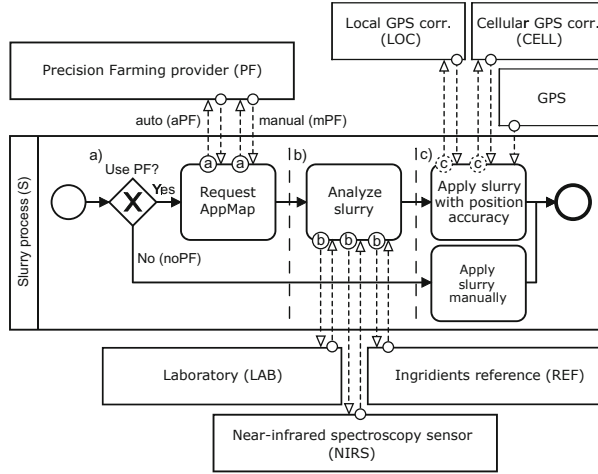 Local GPS corr.
(LOC)
Cellular GPS corr.
(CELL)
Precision Farming provider (PF)
GPS
auto (aPF)
manual (mPF)
Slurry process (S)
a)
Use PF?
X
Yes
No (noPF)
a
a
Request
AppMap
b)
Analyze
slurry
b
b
b
c)
c
c
Apply slurry
with position
accuracy
Apply
slurry
manually
Laboratory (LAB)
Ingridients reference (REF)
Near-infrared spectroscopy sensor
(NIRS)